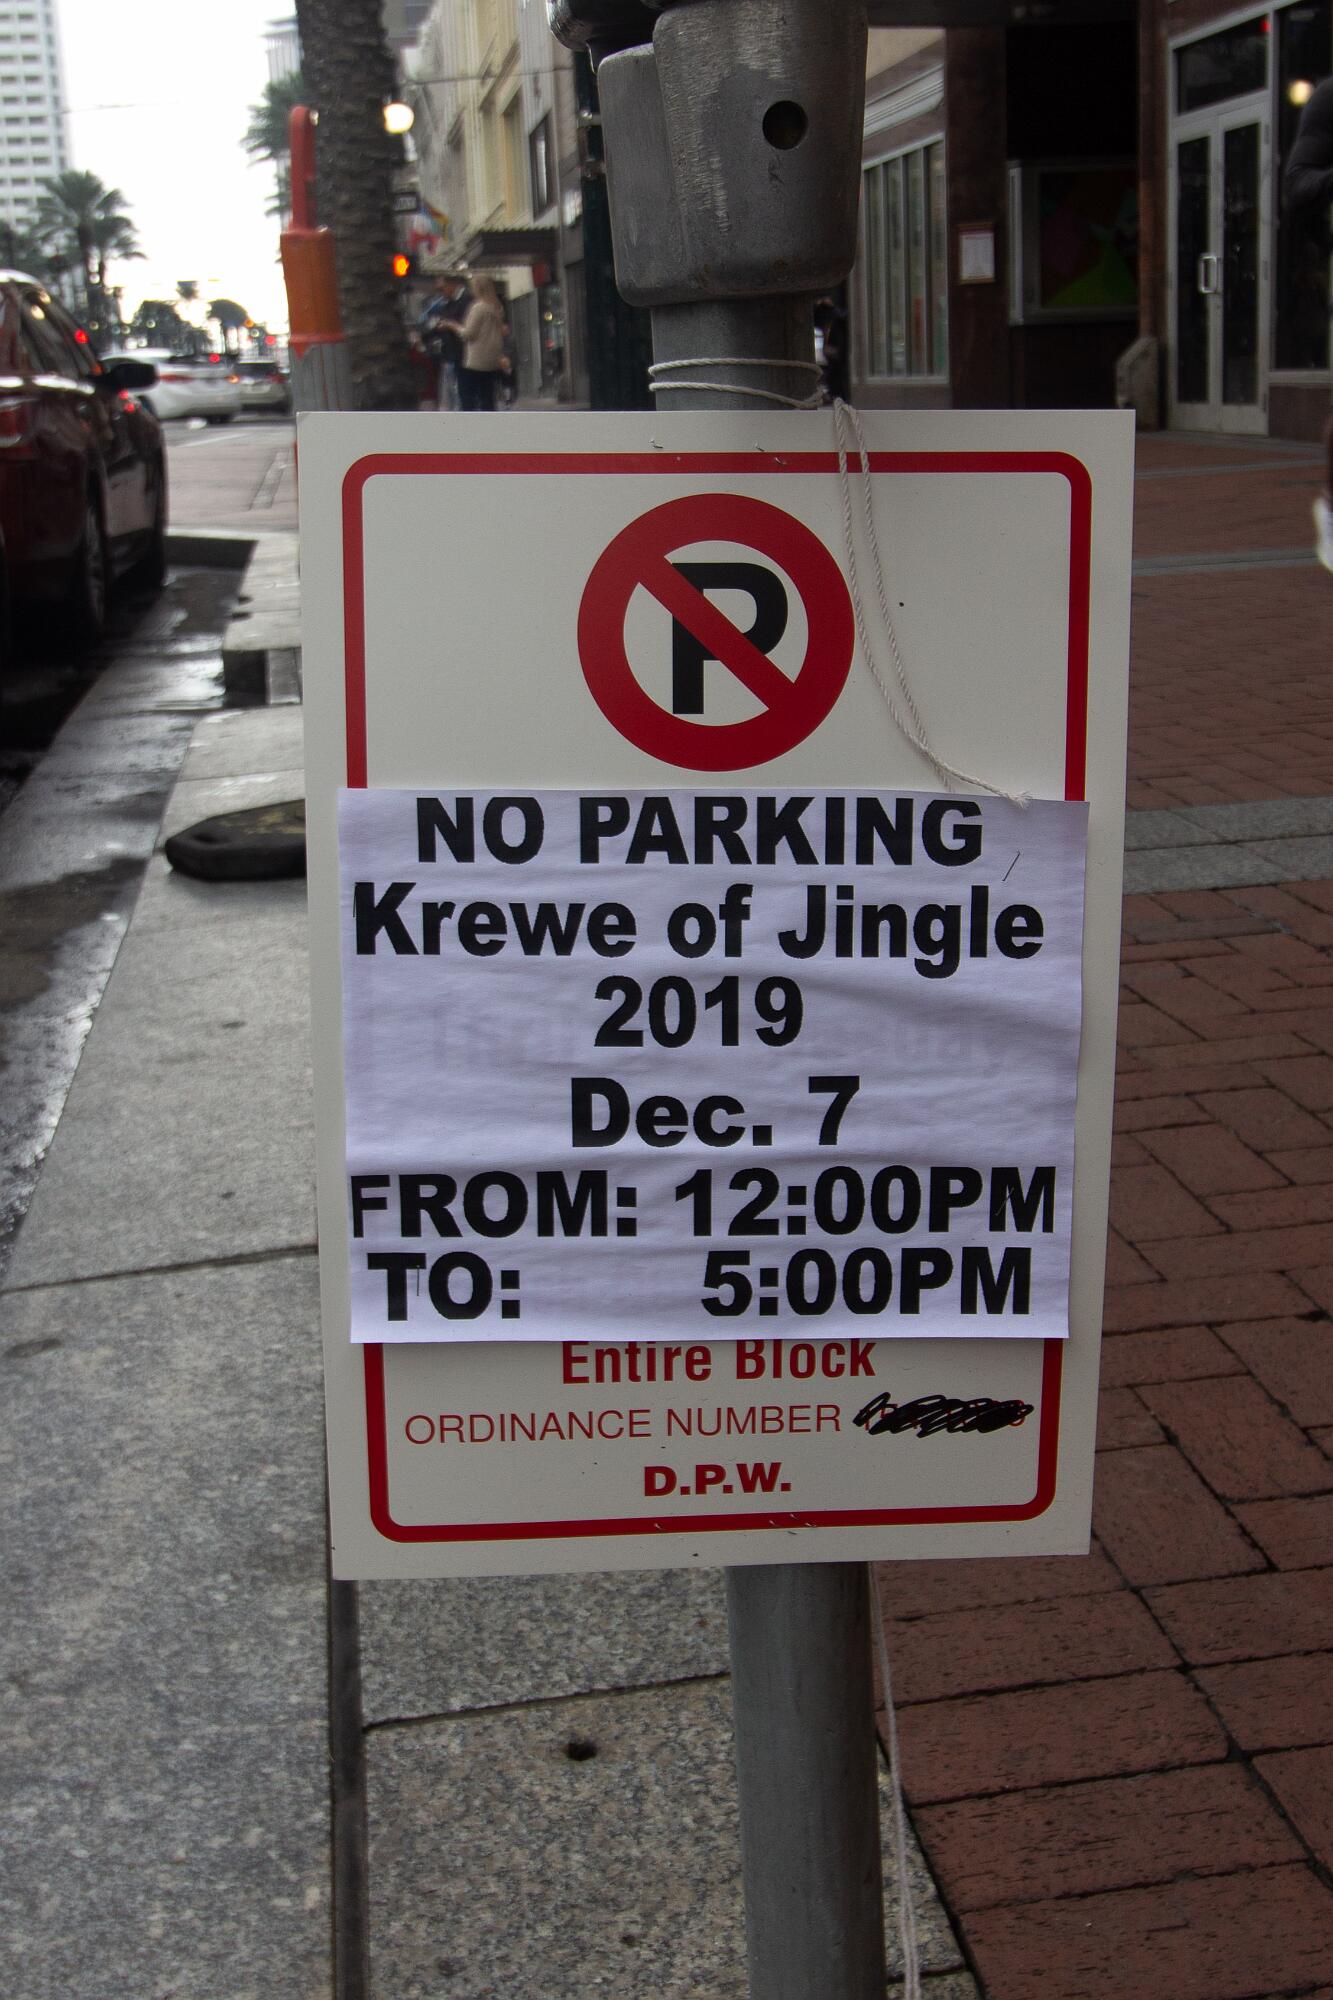 P
NO PARKING
Krewe of Jingle
2019
Dec. 7
FROM: 12:00PM
TO: 5:00PM
Entire Block
ORDINANCE NUMBER
D.P.W.